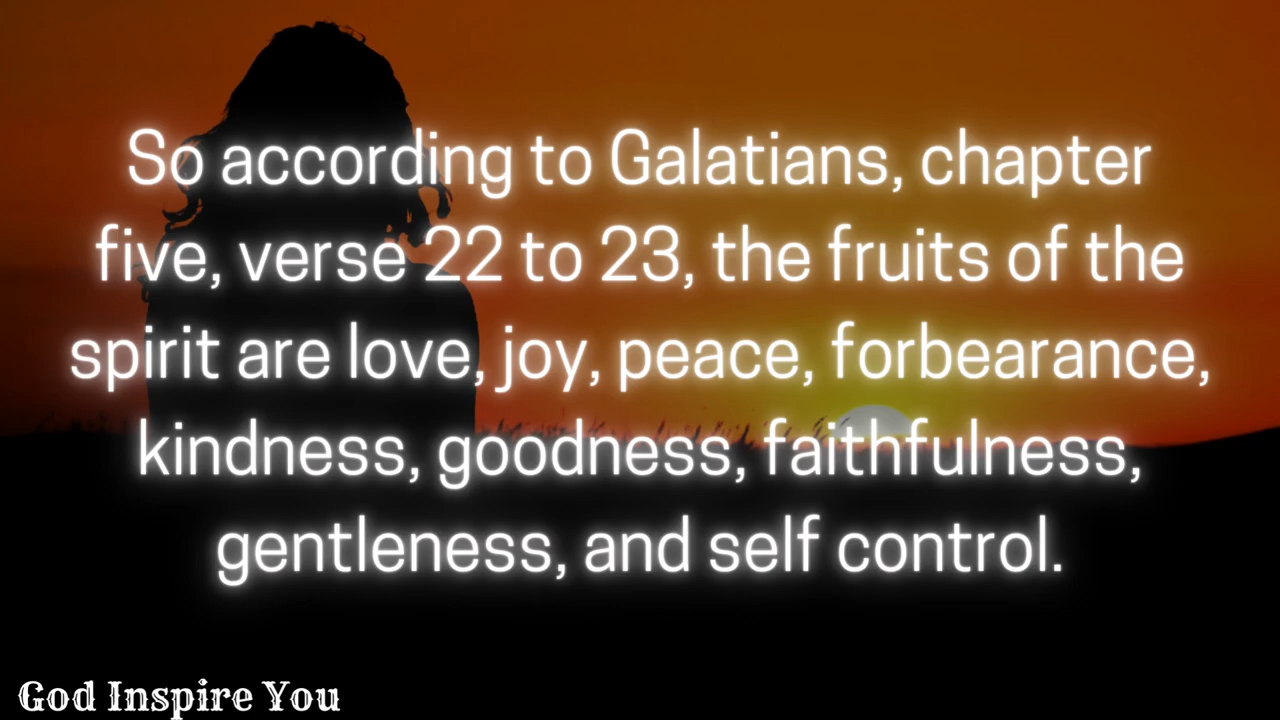 So according to Galatians, chapter
five, verse 22 to 23, the fruits of the
spirit are love, joy, peace, forbearance,
kindness, goodness, faithfulness,
gentleness, and self control.
God Inspire You